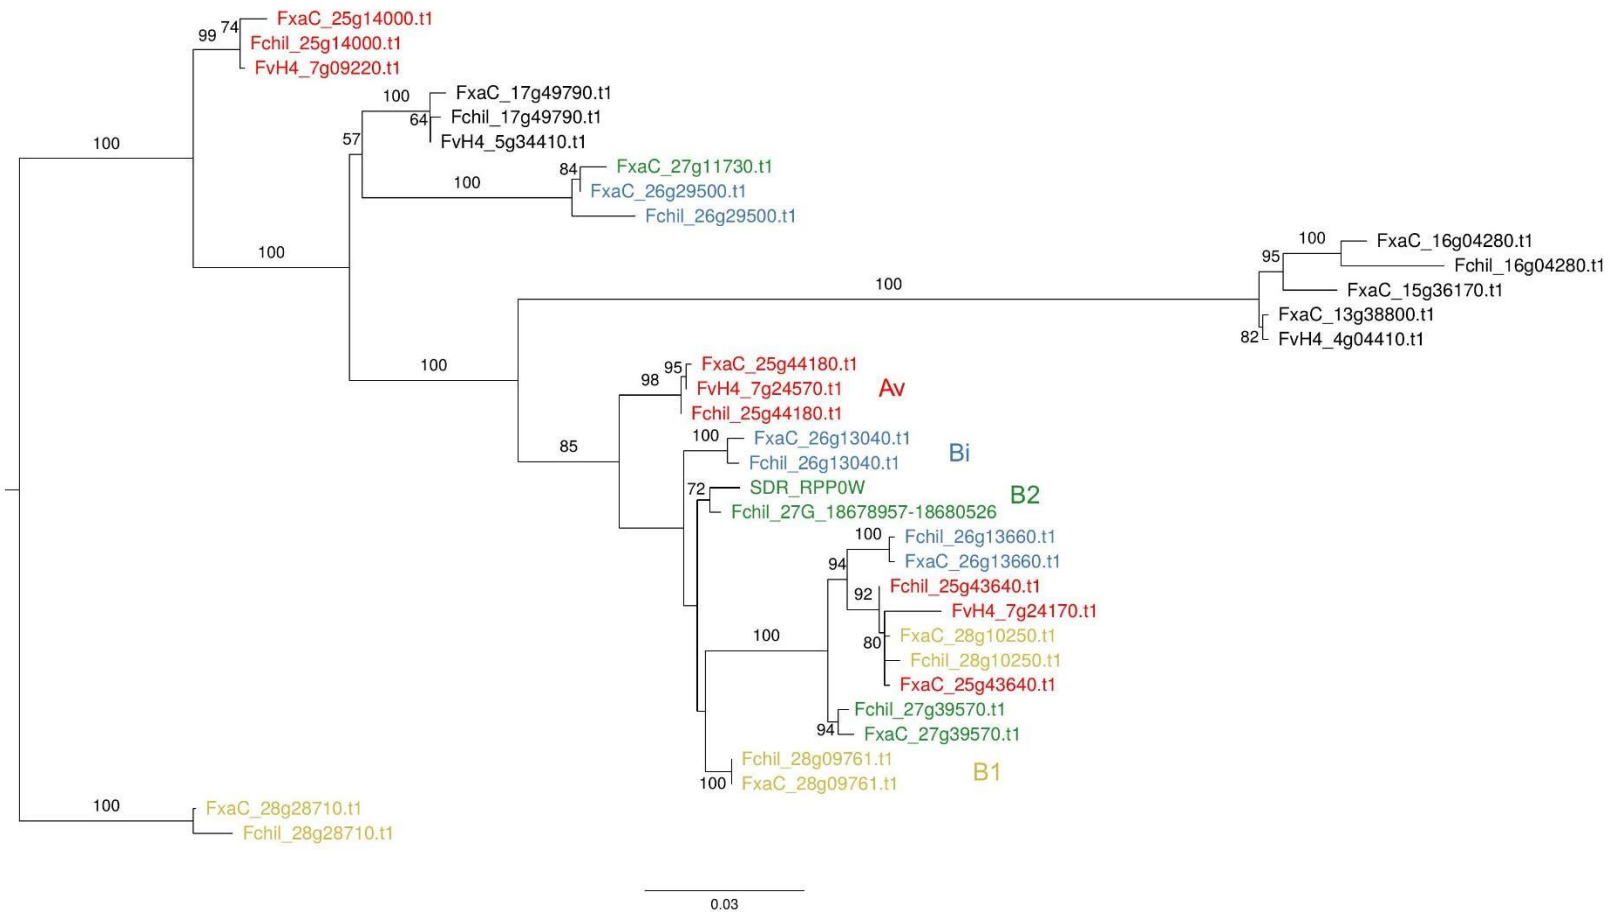 FxaC_25g14000.t1
74
99
Fchil_25g14000.t1
FvH4_7g09220.t1
FxaC_17g49790.t1
100
Fchil_17g49790.t1
64
57
FvH4_5g34410.t1
100
FxaC_27g11730.t1
84
100
FxaC_26g29500.t1
Fchil_26g29500.t1
100
FxaC_16g04280.t1
100
95
Fchil_16g04280.t1
100
FxaC_15g36170.t1
FxaC_13g38800.t1
82
FvH4_4g04410.t1
100
FxaC_25g44180.t1
95
98
FvH4_7g24570.t1
Av
Fchil_25g44180.t1
100
FxaC_26g13040.t1
85
Bi
Fchil_26g13040.t1
72
SDR_RPP0W
B2
Fchil_27G_18678957-18680526
100
Fchil_26g13660.t1
94
FxaC_26g13660.t1
92
Fchil_25g43640.t1
FvH4_7g24170.t1
100
80
FxaC_28g10250.t1
Fchil_28g10250.t1
FxaC_25g43640.t1
Fchil_27g39570.t1
94
FxaC_27g39570.t1
Fchil_28g09761.t1
B1
100
FxaC_28g09761.t1
100
FxaC_28g28710.t1
Fchil_28g28710.t1
0.03